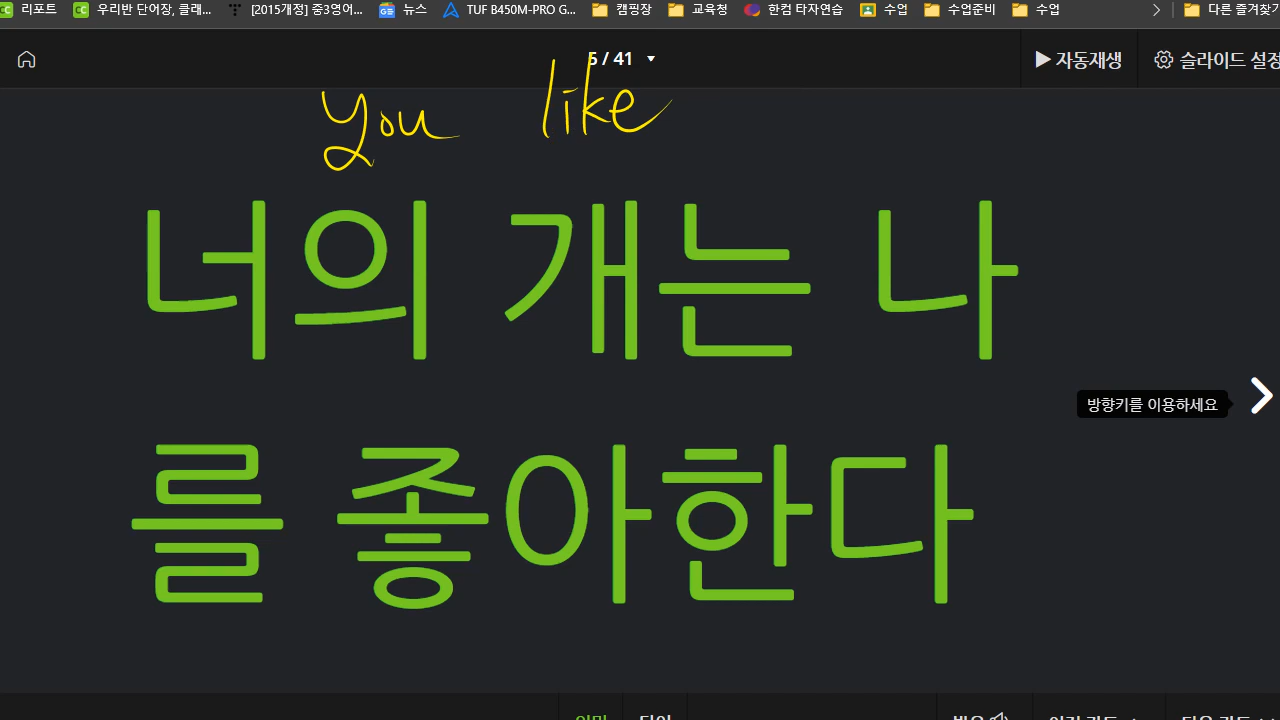 리포트 우리반 단어장, 클래... [2015개정] 중3영어... 뉴스 TUF B450M-PRO G... 캠핑장 교육청 한컴 타자연습 수업 수업준비 수업 다른 즐겨찾기
5 / 41 자동재생 슬라이드 설정
you like
너의 개는 나
방향키를 이용하세요
를 좋아한다